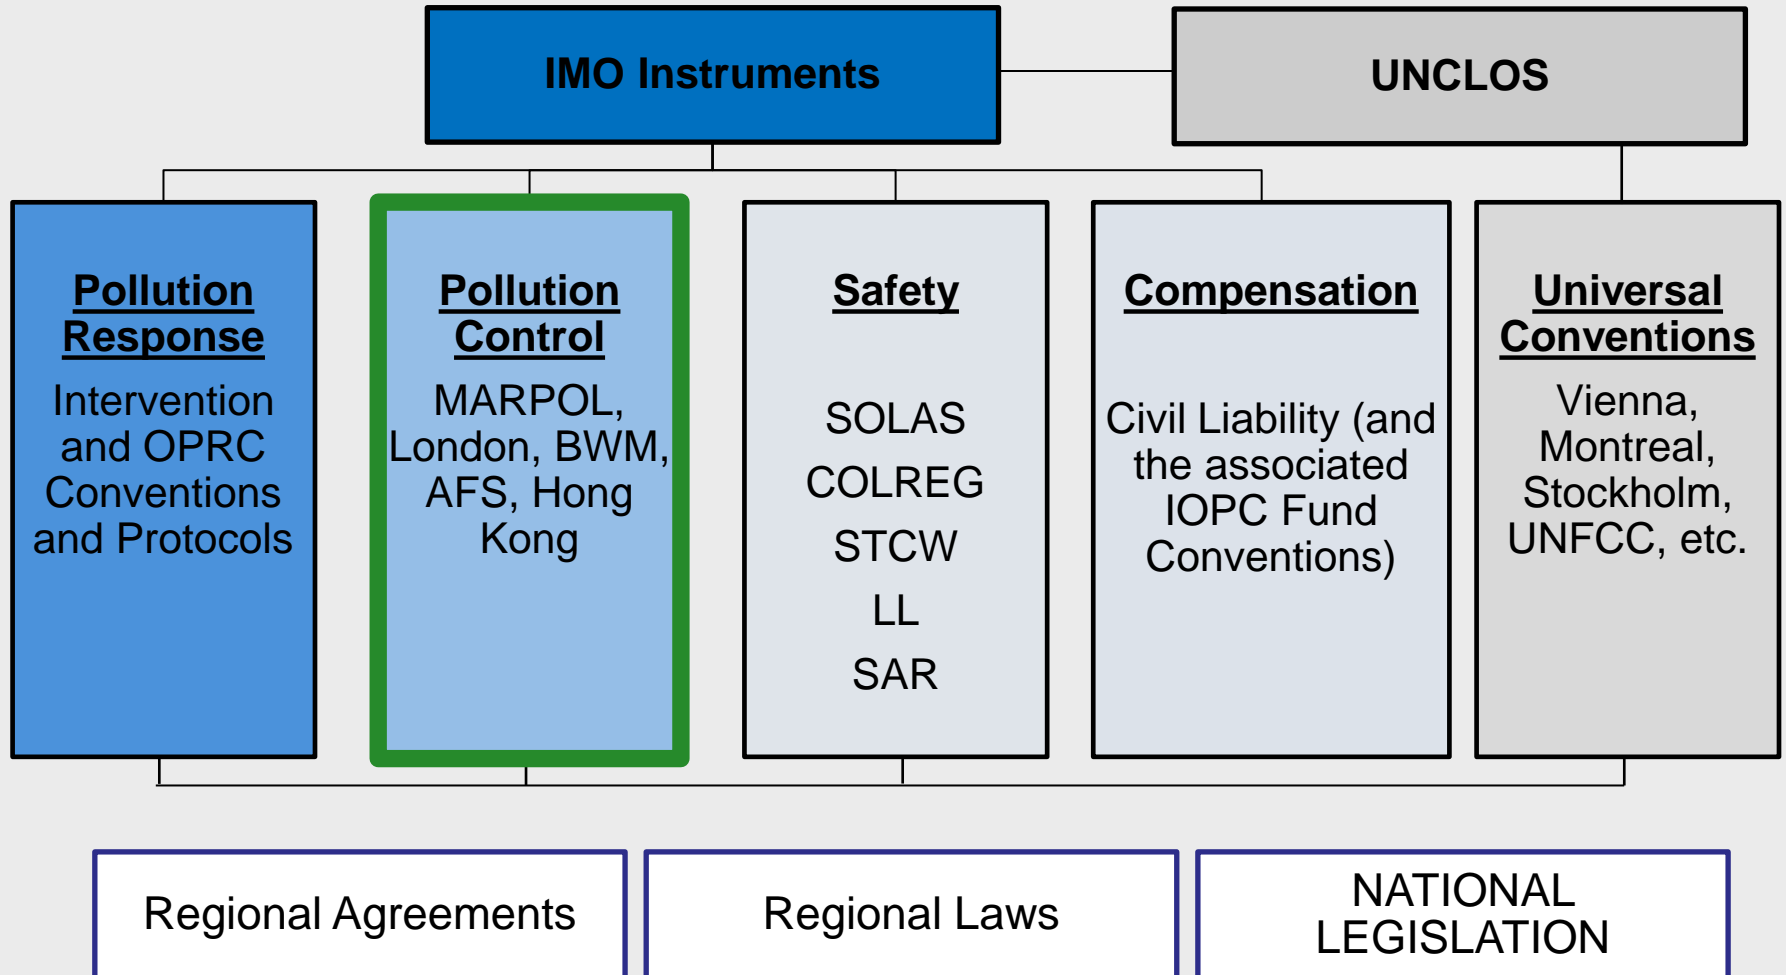 IMO Instruments
UNCLOS
Pollution
Response
Intervention
and OPRC
Conventions
and Protocols
Pollution
Control
MARPOL,
London, BWM,
AFS, Hong
Kong
Safety
SOLAS
COLREG
STCW
LL
SAR
Compensation
Civil Liability (and
the associated
IOPC Fund
Conventions)
Universal
Conventions
Vienna,
Montreal,
Stockholm,
UNFCC, etc.
Regional Agreements
Regional Laws
NATIONAL
LEGISLATION